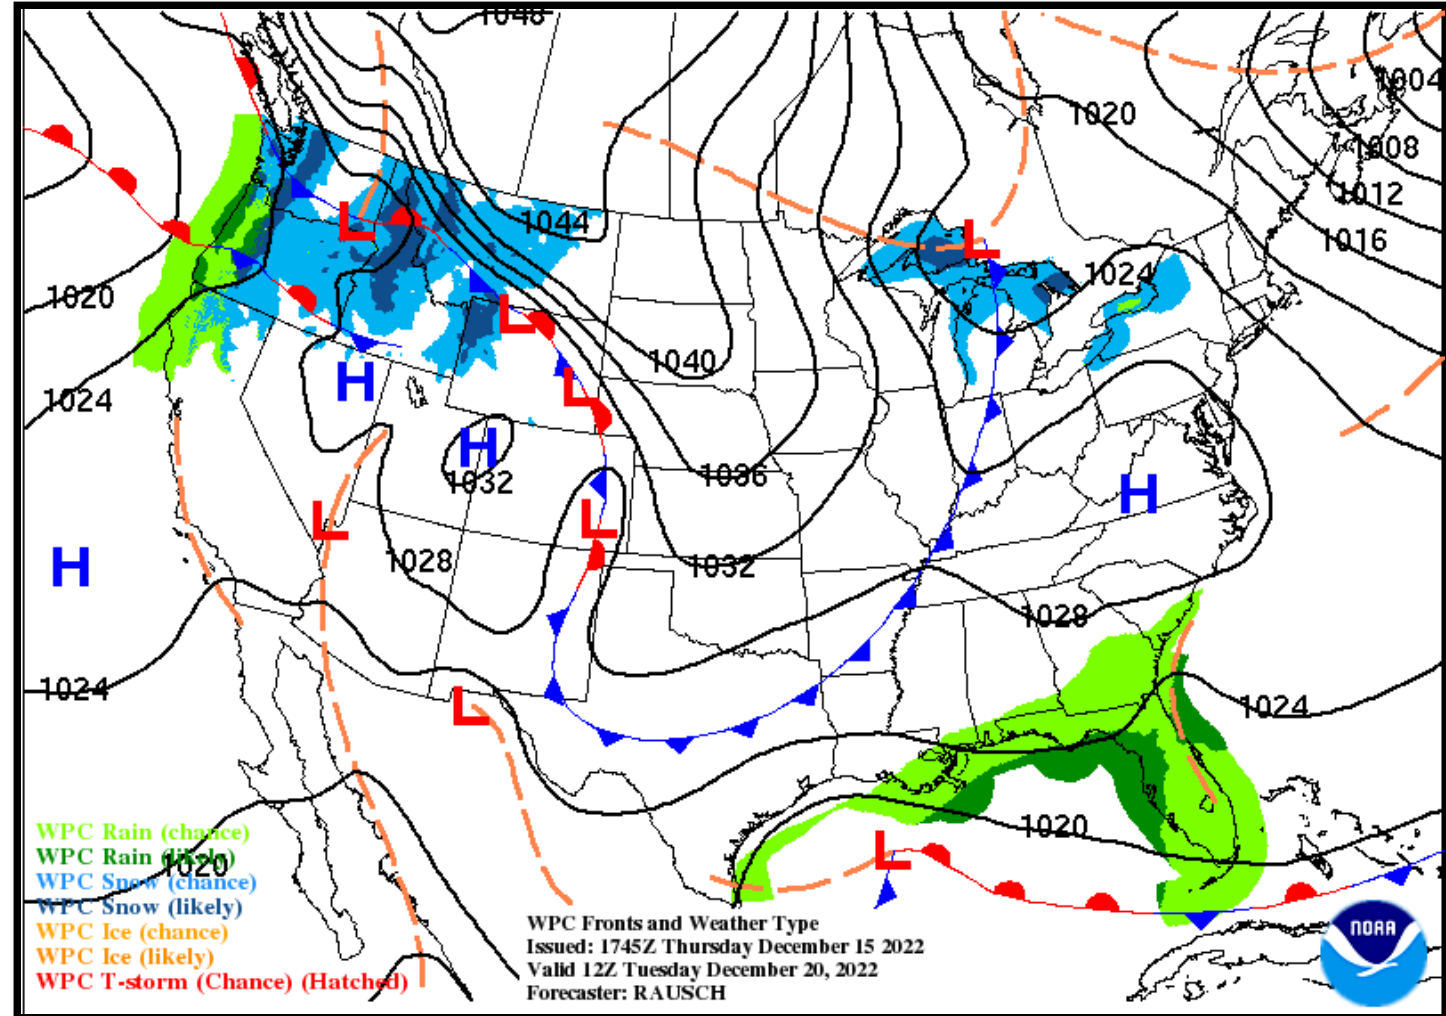 1048
1004
1020
1008
1012
1016
L
L
1044
1024
1020
L
1040
L
H
1024
H
1036
1032
H
L
L
1028
1032
H
1028
1024
L
1024
1020
L
1020
WPC Rain (chance)
WPC Rain (likely)
WPC Snow (chance)
WPC Snow (likely)
WPC Ice (chance)
WPC Ice (likely)
WPC T-storm (Chance) (Hatched)
WPC Fronts and Weather Type
Issued: 1745Z Thursday December 15 2022
Valid 12Z Tuesday December 20, 2022
Forecaster: RAUSCH
NOAA